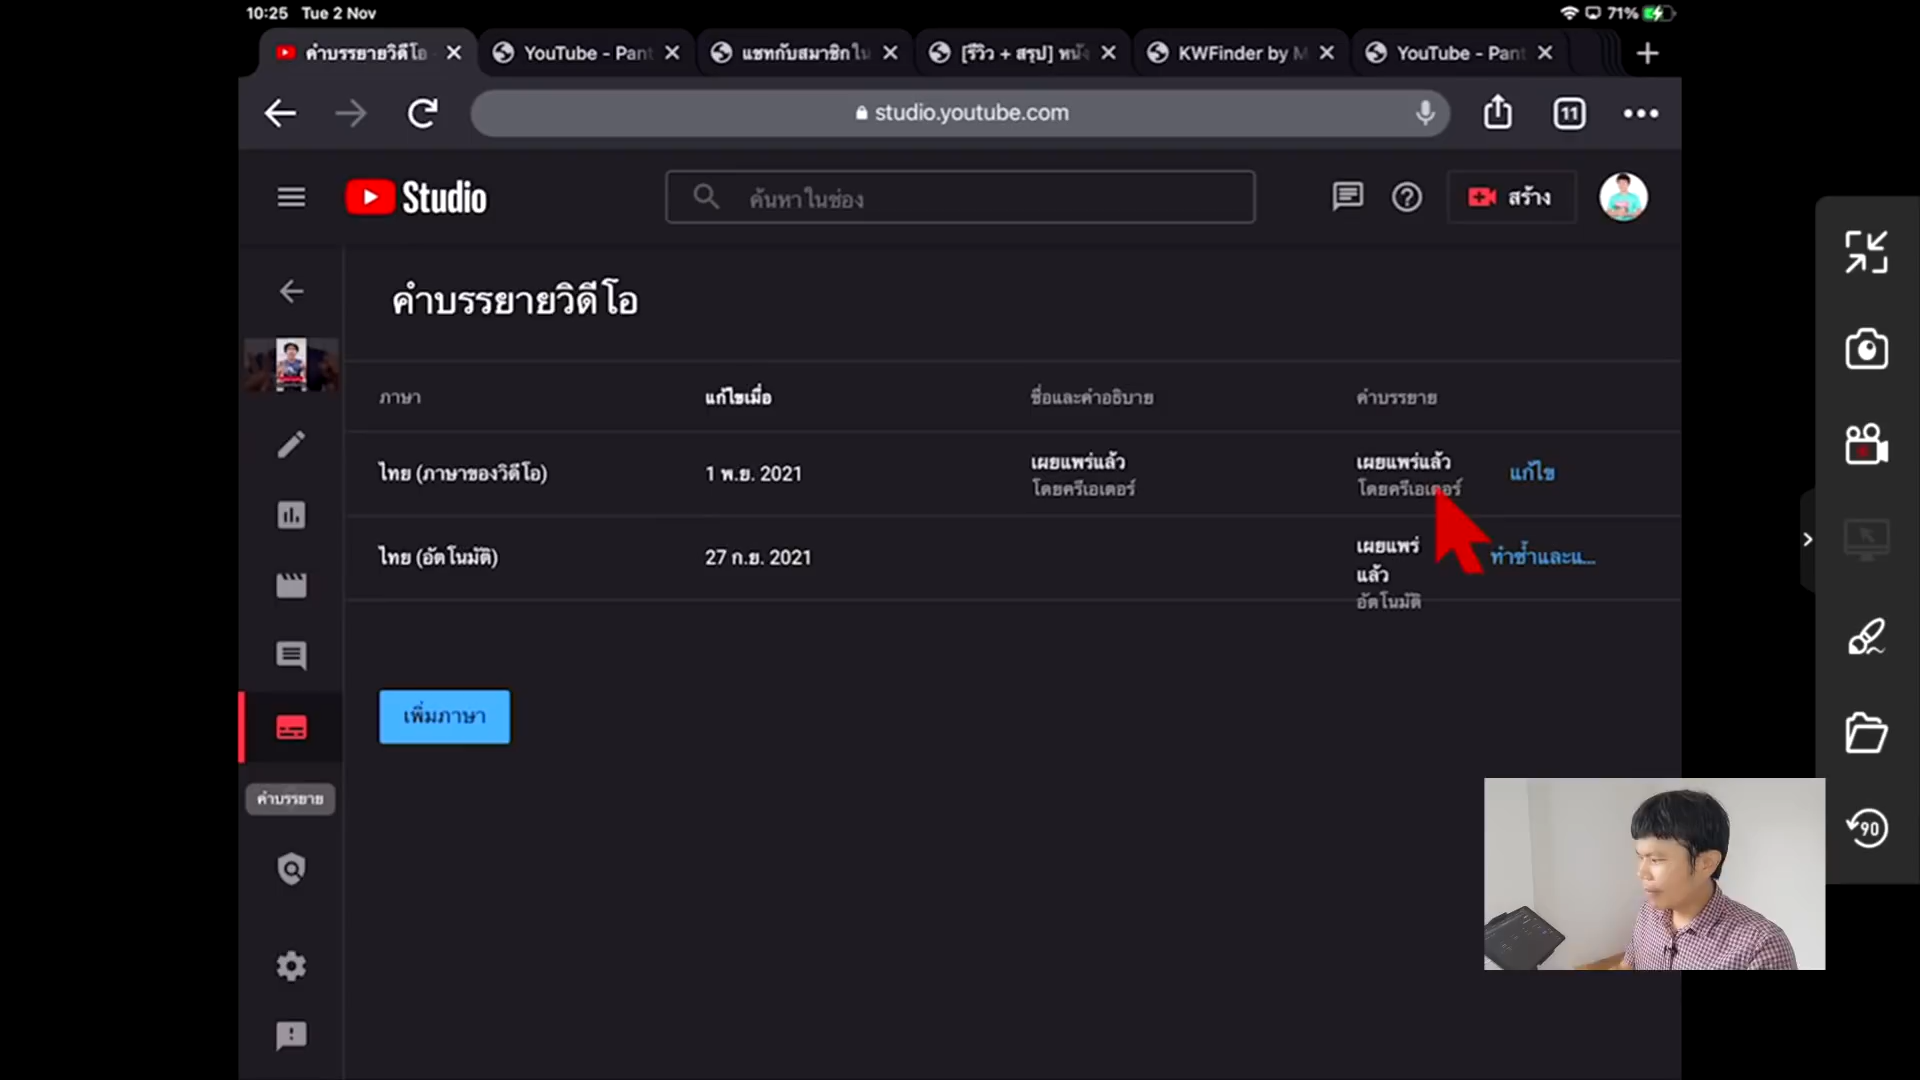 10:25 Tue 2 Nov
71%
คำบรรยายวิดีโอ
YouTube - Pant
แชทกับสมาชิกใน
[รีวิว + สรุป] หนัง
KWFinder by M
YouTube - Pant
studio.youtube.com
11
Studio
ค้นหาในช่อง
สร้าง
คำบรรยายวิดีโอ
ภาษา
แก้ไขเมื่อ
ชื่อและคำอธิบาย
คำบรรยาย
ไทย (ภาษาของวิดีโอ)
1 พ.ย. 2021
เผยแพร่แล้ว
โดยครีเอเตอร์
เผยแพร่แล้ว
โดยครีเอเตอร์
แก้ไข
ไทย (อัตโนมัติ)
27 ก.ย. 2021
เผยแพร่
แล้ว
อัตโนมัติ
ทำซ้ำและแ...
เพิ่มภาษา
คำบรรยาย
90